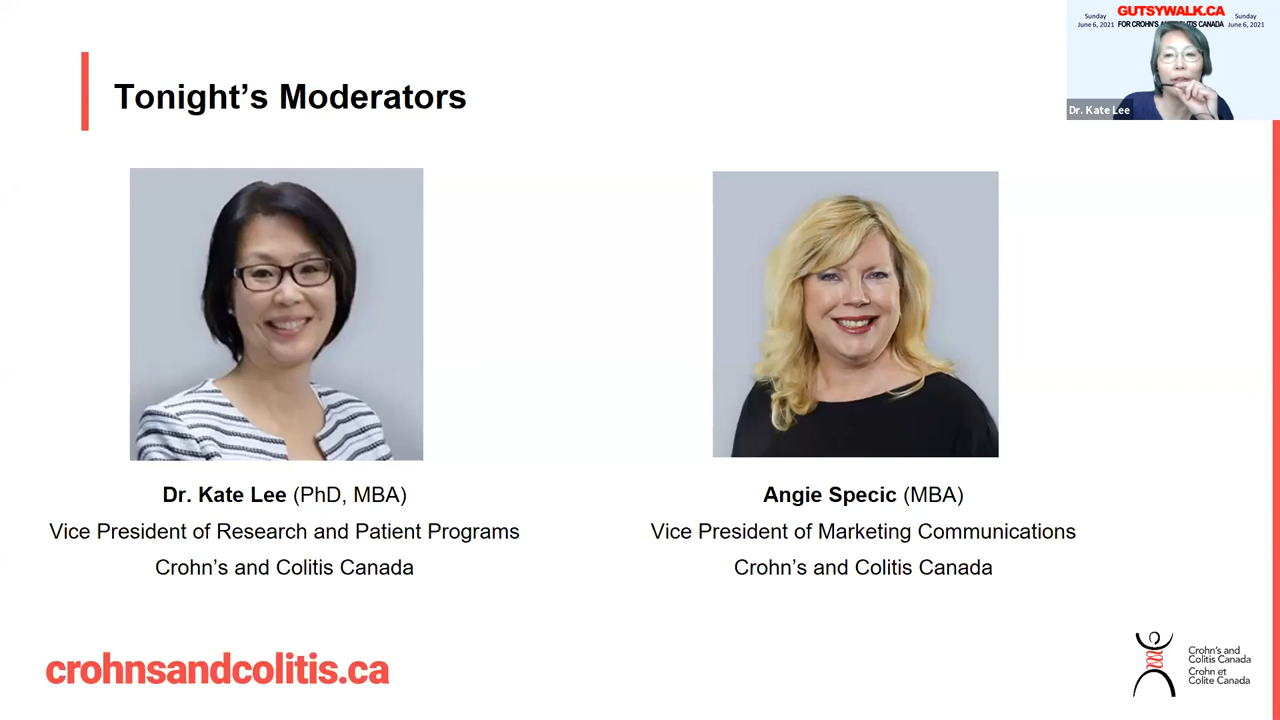 GUTSYWALK.CA
Sunday
June 6, 2021
FOR CROHN'S AND COLITIS CANADA
Sunday
June 6, 2021
Dr. Kate Lee
Tonight's Moderators
Dr. Kate Lee (PhD, MBA)
Vice President of Research and Patient Programs
Crohn's and Colitis Canada
Angie Specic (MBA)
Vice President of Marketing Communications
Crohn's and Colitis Canada
crohnsandcolitis.ca
Crohn's and
Colitis Canada
Crohn et
Colite Canada